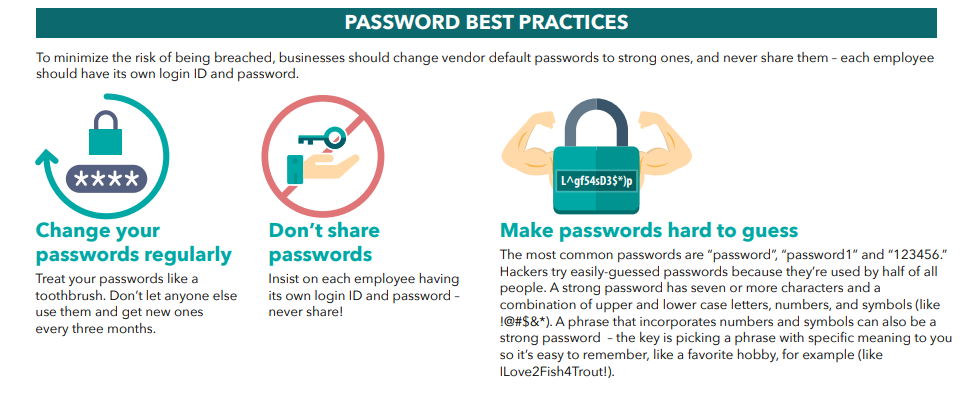 PASSWORD BEST PRACTICES
To minimize the risk of being breached, businesses should change vendor default passwords to strong ones, and never share them – each employee
should have its own login ID and password.
****
Change your
passwords regularly
Treat your passwords like a
toothbrush. Don’t let anyone else
use them and get new ones
every three months.
Don’t share
passwords
Insist on each employee having
its own login ID and password –
never share!
L^gf54sD3$*)p
Make passwords hard to guess
The most common passwords are “password”, “password1” and “123456.”
Hackers try easily-guessed passwords because they’re used by half of all
people. A strong password has seven or more characters and a
combination of upper and lower case letters, numbers, and symbols (like
!@#$&*). A phrase that incorporates numbers and symbols can also be a
strong password  – the key is picking a phrase with specific meaning to you
so it’s easy to remember, like a favorite hobby, for example (like
ILove2Fish4Trout!).